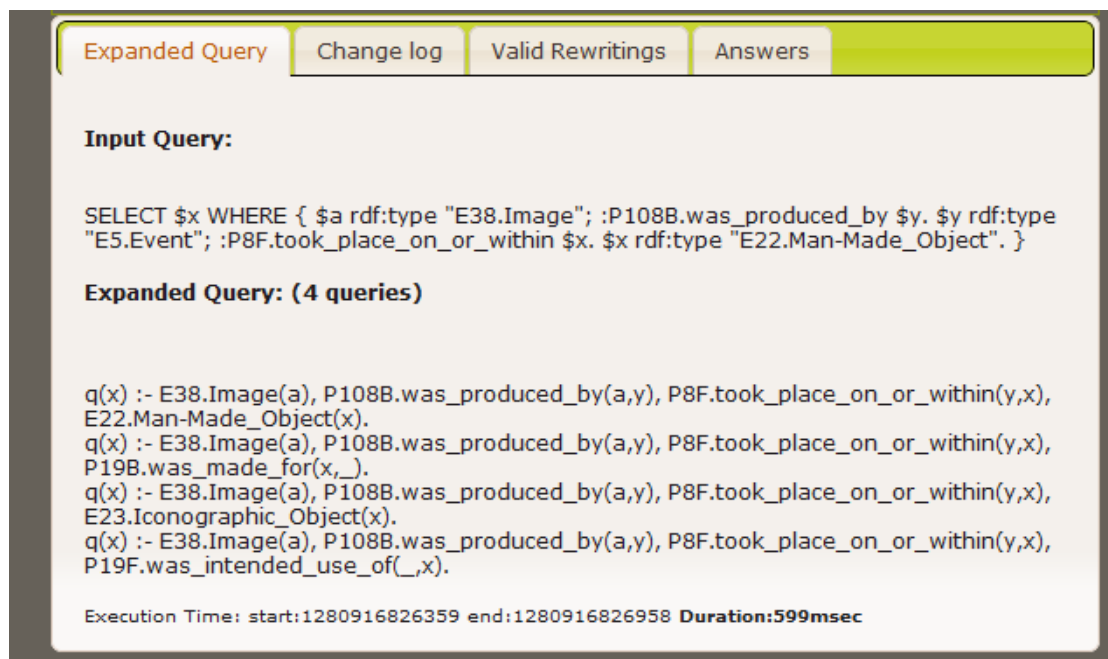 Expanded Query Change log Valid Rewritings Answers
Input Query:
SELECT $x WHERE { $a rdf:type "E38.Image"; :P108B.was_produced_by $y. $y rdf:type
"E5.Event"; :P8F.took_place_on_or_within $x. $x rdf:type "E22.Man-Made_Object". }
Expanded Query: (4 queries)
q(x) :- E38.Image(a), P108B.was_produced_by(a,y), P8F.took_place_on_or_within(y,x),
E22.Man-Made_Object(x).
q(x) :- E38.Image(a), P108B.was_produced_by(a,y), P8F.took_place_on_or_within(y,x),
P19B.was_made_for(x,_).
q(x) :- E38.Image(a), P108B.was_produced_by(a,y), P8F.took_place_on_or_within(y,x),
E23.Iconographic_Object(x).
q(x) :- E38.Image(a), P108B.was_produced_by(a,y), P8F.took_place_on_or_within(y,x),
P19F.was_intended_use_of(_,x).
Execution Time: start:1280916826359 end:1280916826958 Duration:599msec